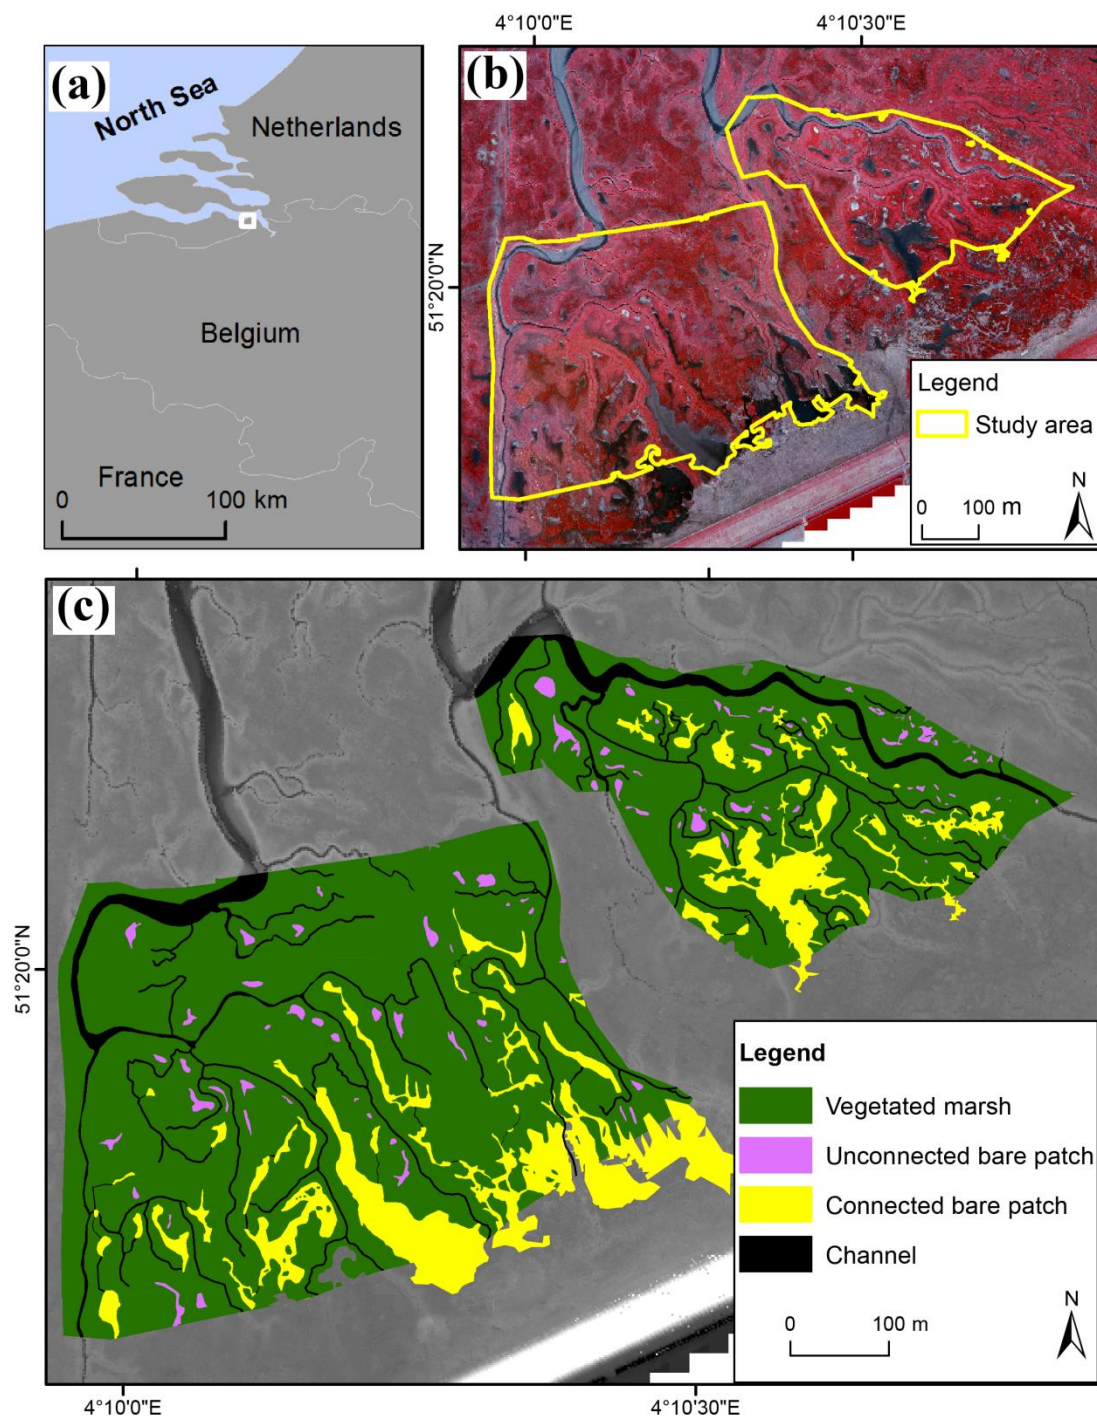 4°10'0"E
4°10'30"E
(a)
North Sea
Netherlands
Belgium
France
0
100 km
(b)
51°20'0"N
Legend
Study area
N
0
100 m
(c)
51°20'0"N
Legend
Vegetated marsh
Unconnected bare patch
Connected bare patch
Channel
N
0
100 m
4°10'0"E
4°10'30"E